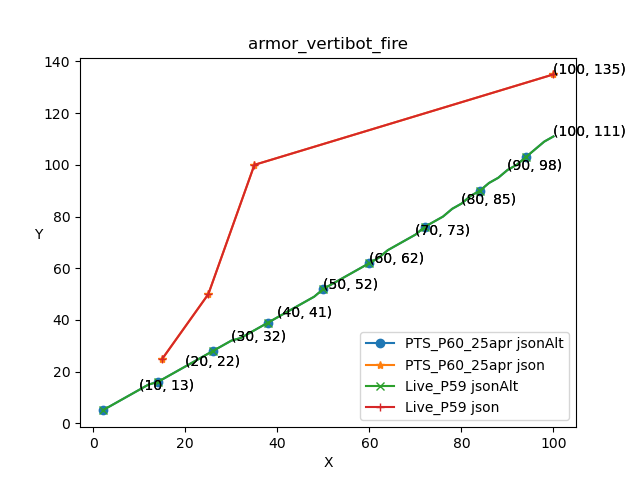 armor_vertibot_fire
140
120
100
80
60
40
20
0
Y
(100, 135)
(100, 111)
(90, 98)
(80, 85)
(70, 73)
(60, 62)
(50, 52)
(40, 41)
(30, 32)
(20, 22)
(10, 13)
PTS_P60_25apr jsonAlt
PTS_P60_25apr json
Live_P59 jsonAlt
Live_P59 json
0 20 40 60 80 100
X